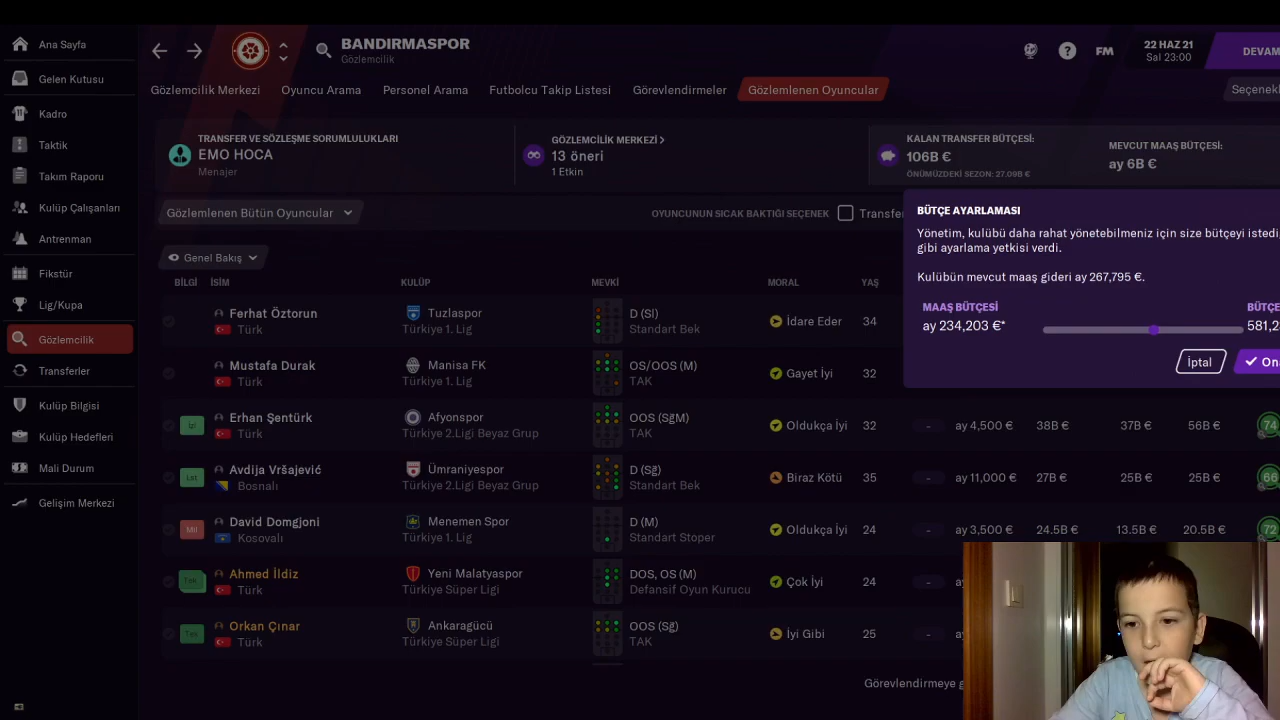 Ana Sayfa
Gelen Kutusu
Kadro
Taktik
Takım Raporu
Kulüp Çalışanları
Antrenman
Fikstür
Lig/Kupa
Gözlemcilik
Transferler
Kulüp Bilgisi
Kulüp Hedefleri
Mali Durum
Gelişim Merkezi
BANDIRMASPOR
Gözlemcilik
FM
22 HAZ 21
Sal 23:00
DEVAM
Gözlemcilik Merkezi Oyuncu Arama Personel Arama Futbolcu Takip Listesi Görevlendirmeler Gözlemlenen Oyuncular
TRANSFER VE SÖZLEŞME SORUMLULUKLARI
EMO HOCA
Menajer
GÖZLEMCİLİK MERKEZİ >
13 öneri
1 Etkin
KALAN TRANSFER BÜTÇESİ:
106B €
ÖNÜMÜZDEKİ SEZON: 27.09B €
MEVCUT MAAŞ BÜTÇESİ:
ay 6B €
Gözlemlenen Bütün Oyuncular
OYUNCUNUN SICAK BAKTIĞI SEÇENEK
BÜTÇE AYARLAMASI
Yönetim, kulübü daha rahat yönetebilmeniz için size bütçeyi istedi
gibi ayarlama yetkisi verdi.
Kulübün mevcut maaş gideri ay 267,795 €.
MAAŞ BÜTÇESİ
ay 234,203 €*
BÜTÇE
581,2
İptal
Genel Bakış
BİLGİ İSİM KULÜP MEVKİ MORAL YAŞ
Ferhat Öztorun Tuzlaspor D (Sl) İdare Eder 34
Türk Türkiye 1. Lig Standart Bek
Mustafa Durak Manisa FK OS/OOS (M) Gayet İyi 32
Türk Türkiye 1. Lig TAK
İzl Erhan Şentürk Afyonspor OOS (SğM) Oldukça İyi 32 - ay 4,500 € 38B € 37B € 56B € 74
Türk Türkiye 2.Ligi Beyaz Grup TAK
Lst Avdija Vršajević Ümraniyespor D (Sğ) Biraz Kötü 35 - ay 11,000 € 27B € 25B € 25B € 66
Bosnalı Türkiye 2.Ligi Beyaz Grup Standart Bek
Mil David Domgjoni Menemen Spor D (M) Oldukça İyi 24 - ay 3,500 € 24.5B € 13.5B € 20.5B € 72
Kosovalı Türkiye 1. Lig Standart Stoper
Ahmed İldiz Yeni Malatyaspor DOS, OS (M) Çok İyi 24 -
Türk Türkiye Süper Ligi Defansif Oyun Kurucu
Orkan Çınar Ankaragücü OOS (Sğ) İyi Gibi 25 -
Türk Türkiye Süper Ligi TAK
Görevlendirmeye